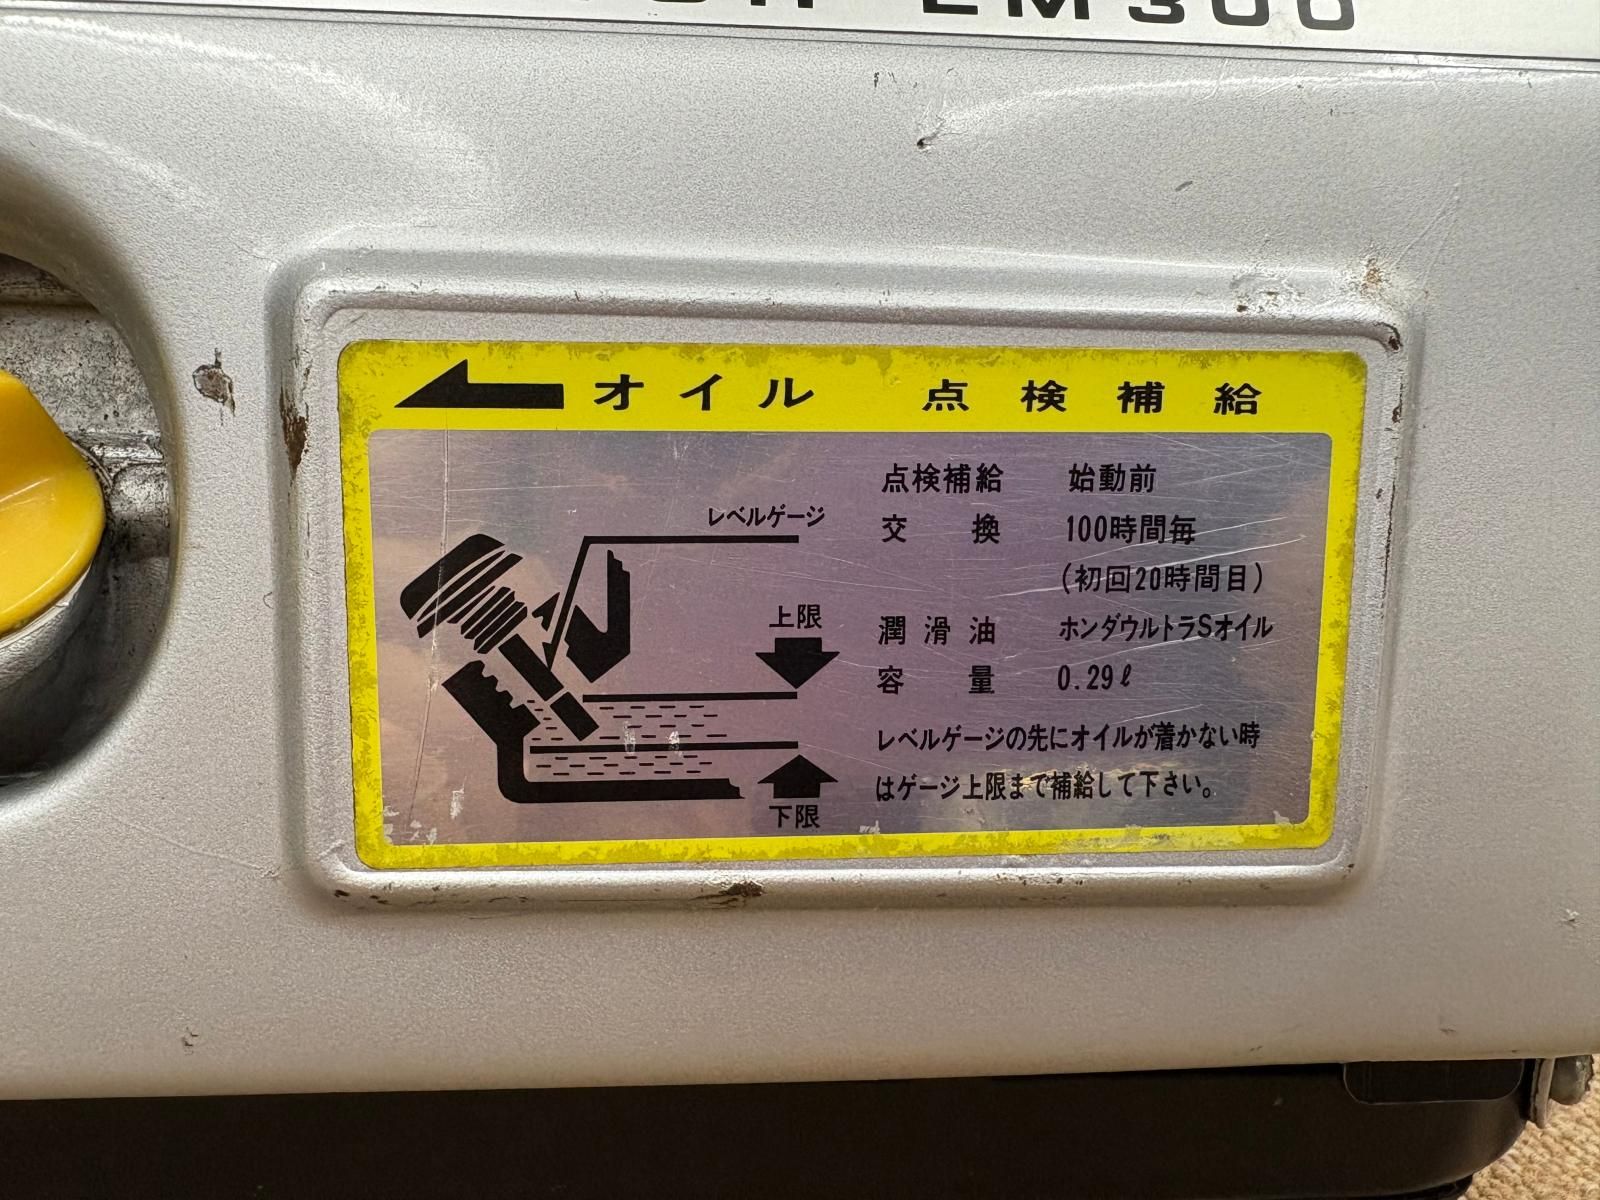 EM300
オイル 点検補給
点検補給 始動前
交換 100時間毎
(初回20時間目)
潤滑油 ホンダウルトラSオイル
容量 0.29ℓ
レベルゲージの先にオイルが着かない時
はゲージ上限まで補給して下さい。
レベルゲージ
上限
下限